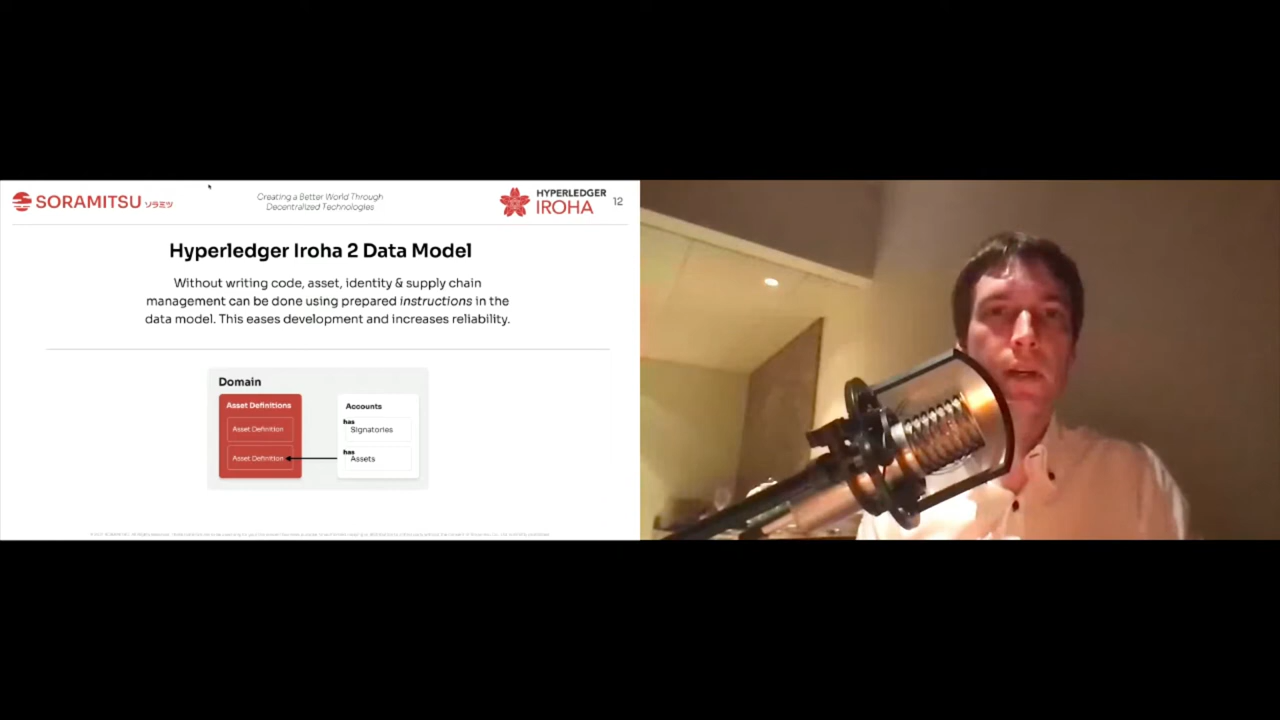 SORAMITSU ソラミツ
Creating a Better World Through
Decentralized Technologies
HYPERLEDGER
IROHA
12
Hyperledger Iroha 2 Data Model
Without writing code, asset, identity & supply chain
management can be done using prepared instructions in the
data model. This eases development and increases reliability.
Domain
Asset Definitions
Asset Definition
Asset Definition
Accounts
has
Signatories
has
Assets